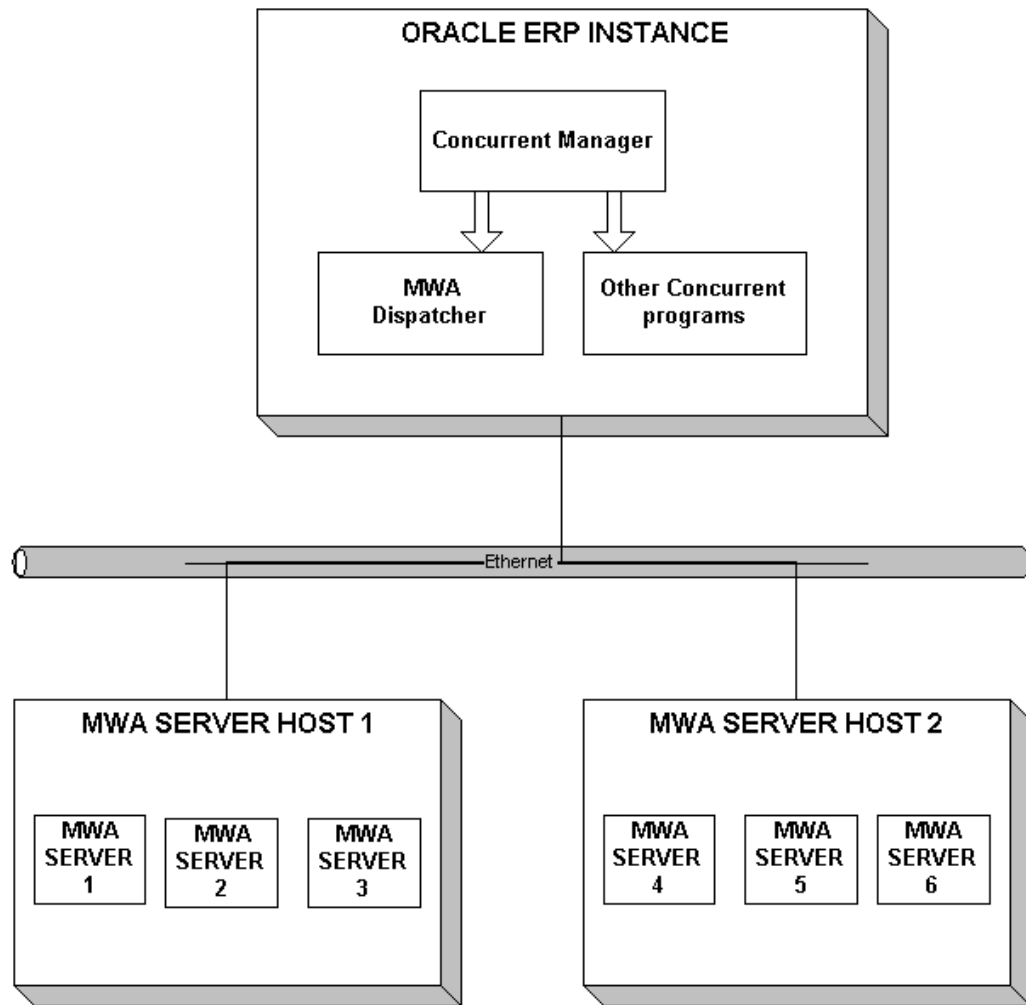 ORACLE ERP INSTANCE
Concurrent Manager
MWA
Dispatcher
Other Concurrent
programs
Ethernet
MWA SERVER HOST 1
MWA
SERVER
1
MWA
SERVER
2
MWA
SERVER
3
MWA SERVER HOST 2
MWA
SERVER
4
MWA
SERVER
5
MWA
SERVER
6